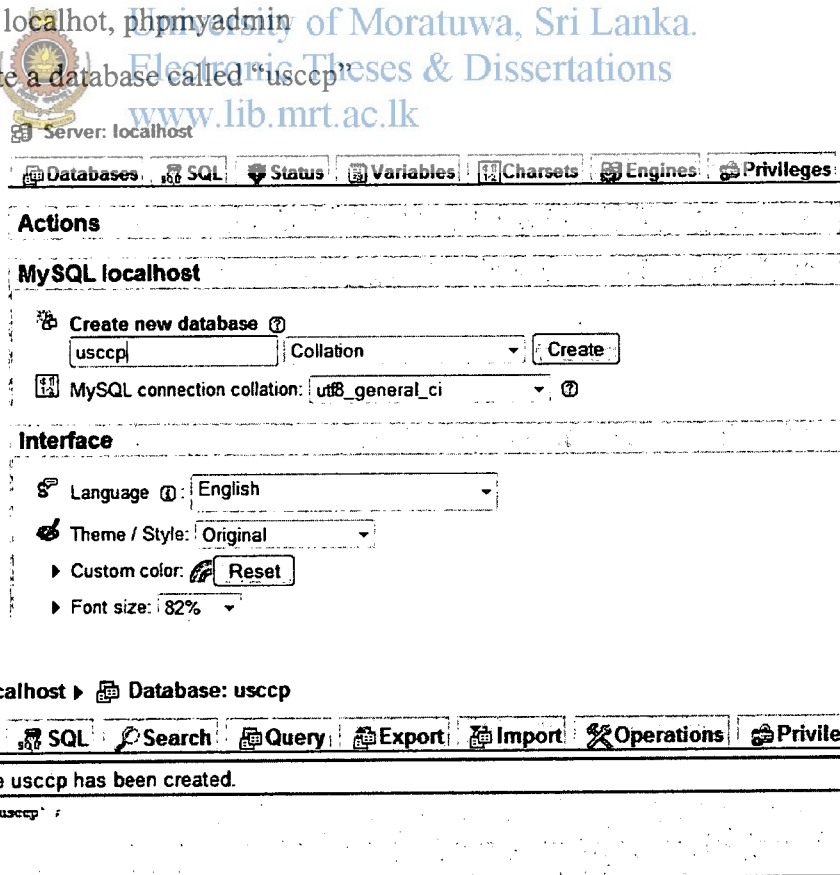 localhot, phpmyadmin
University of Moratuwa, Sri Lanka.
te a database called “usccp”
Electronic Theses & Dissertations
www.lib.mrt.ac.lk
Server: localhost
Databases SQL Status Variables Charsets Engines Privileges
Actions
MySQL localhost
Create new database
usccp Collation Create
MySQL connection collation: utf8_general_ci
Interface
Language : English
Theme / Style: Original
Custom color: Reset
Font size: 82%
calhost ▸ Database: usccp
SQL Search Query Export Import Operations Privile
e usccp has been created.
usccp` ;